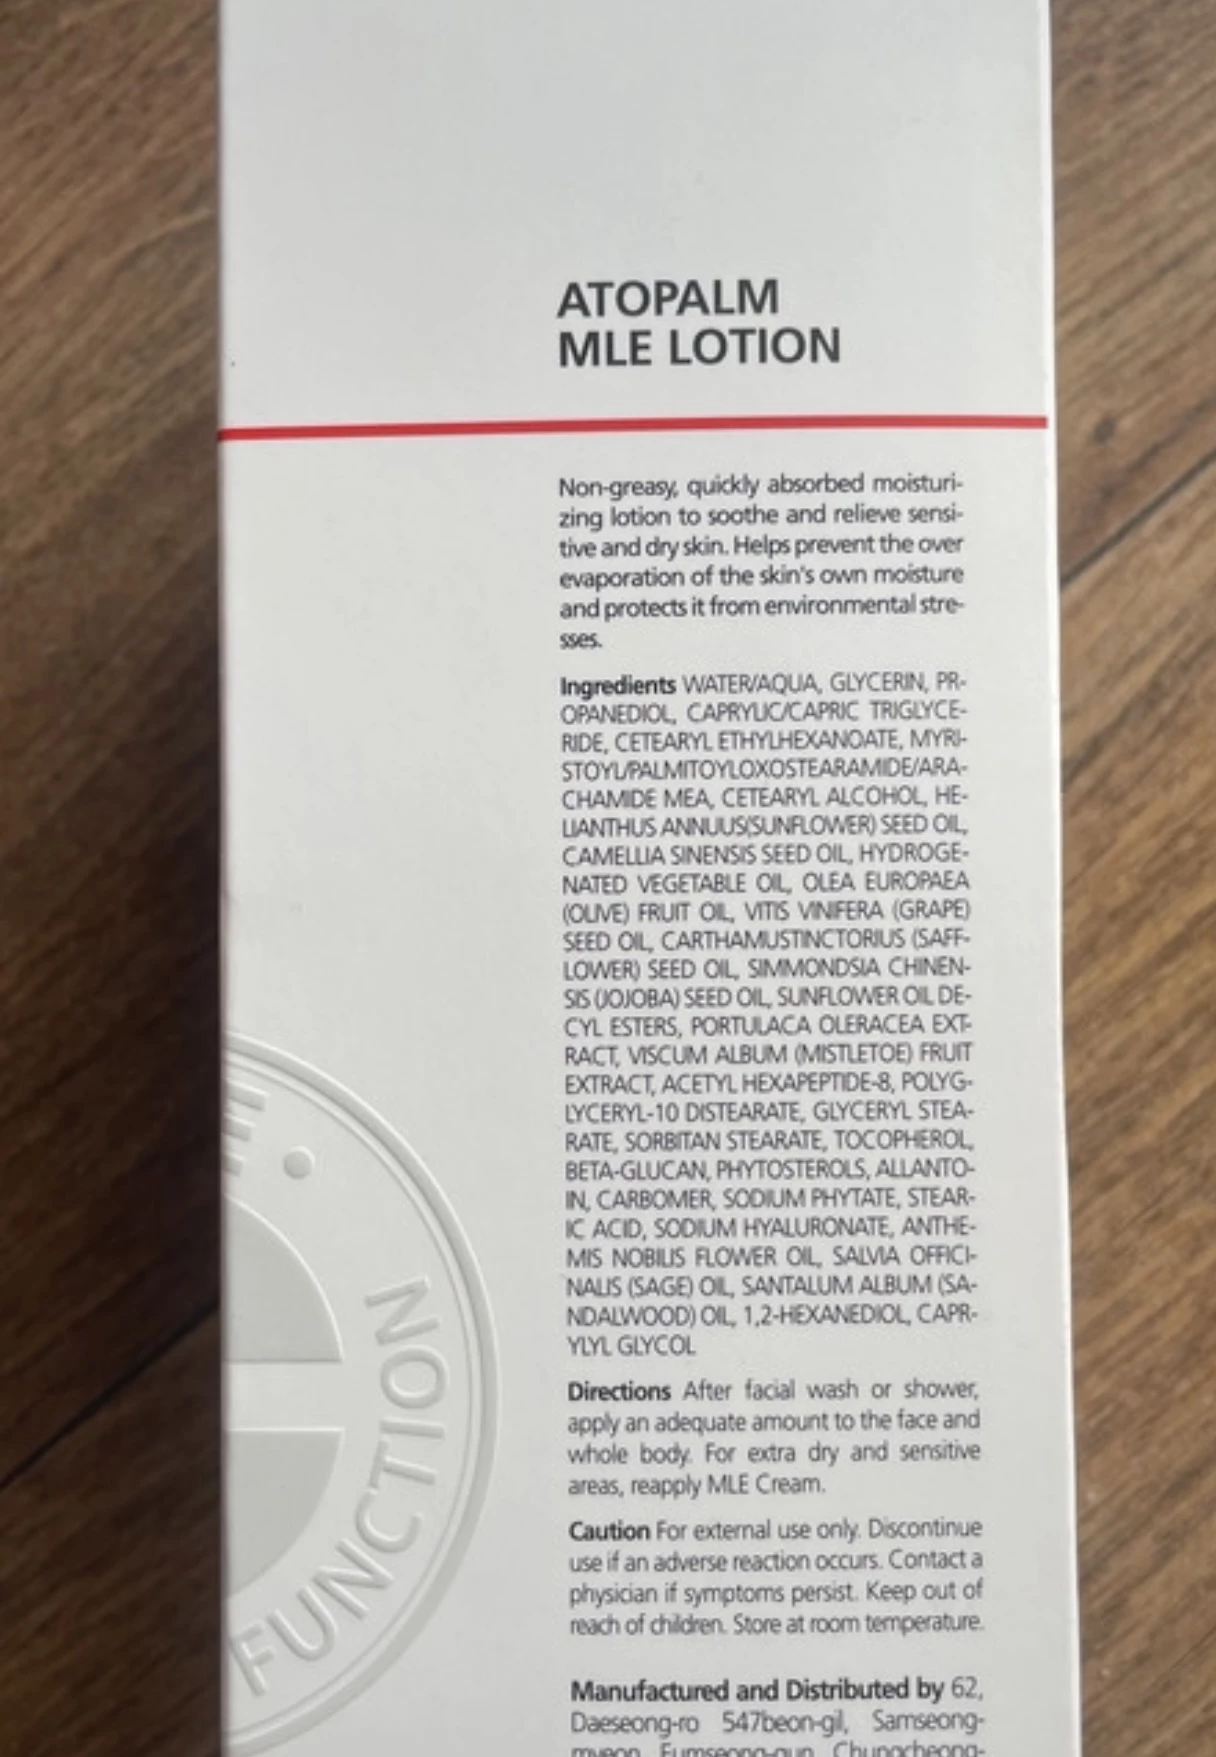 ATOPALM
MLE LOTION
Non-greasy, quickly absorbed moisturi-
zing lotion to soothe and relieve sensi-
tive and dry skin. Helps prevent the over
evaporation of the skin's own moisture
and protects it from environmental stre-
sses.
Ingredients WATER/AQUA, GLYCERIN, PR-
OPANEDIOL, CAPRYLIC/CAPRIC TRIGLYCE-
RIDE, CETEARYL ETHYLHEXANOATE, MYRI-
STOYL/PALMITOYLOXOSTEARAMIDE/ARA-
CHAMIDE MEA, CETEARYL ALCOHOL, HE-
LIANTHUS ANNUUS(SUNFLOWER) SEED OIL,
CAMELLIA SINENSIS SEED OIL, HYDROGE-
NATED VEGETABLE OIL, OLEA EUROPAEA
(OLIVE) FRUIT OIL, VITIS VINIFERA (GRAPE)
SEED OIL, CARTHAMUSTINCTORIUS (SAFF-
LOWER) SEED OIL, SIMMONDSIA CHINEN-
SIS (JOJOBA) SEED OIL, SUNFLOWER OIL DE-
CYL ESTERS, PORTULACA OLERACEA EXT-
RACT, VISCUM ALBUM (MISTLETOE) FRUIT
EXTRACT, ACETYL HEXAPEPTIDE-8, POLYG-
LYCERYL-10 DISTEARATE, GLYCERYL STEA-
RATE, SORBITAN STEARATE, TOCOPHEROL,
BETA-GLUCAN, PHYTOSTEROLS, ALLANTO-
IN, CARBOMER, SODIUM PHYTATE, STEAR-
IC ACID, SODIUM HYALURONATE, ANTHE-
MIS NOBILIS FLOWER OIL, SALVIA OFFICI-
NALIS (SAGE) OIL, SANTALUM ALBUM (SA-
NDALWOOD) OIL, 1,2-HEXANEDIOL, CAPR-
YLYL GLYCOL
Directions After facial wash or shower,
apply an adequate amount to the face and
whole body. For extra dry and sensitive
areas, reapply MLE Cream.
Caution For external use only. Discontinue
use if an adverse reaction occurs. Contact a
physician if symptoms persist. Keep out of
reach of children. Store at room temperature.
Manufactured and Distributed by 62,
Daeseong-ro 547beon-gil, Samseong-
myeon, Eumseong-gun, Chungcheong-
FUNCTION